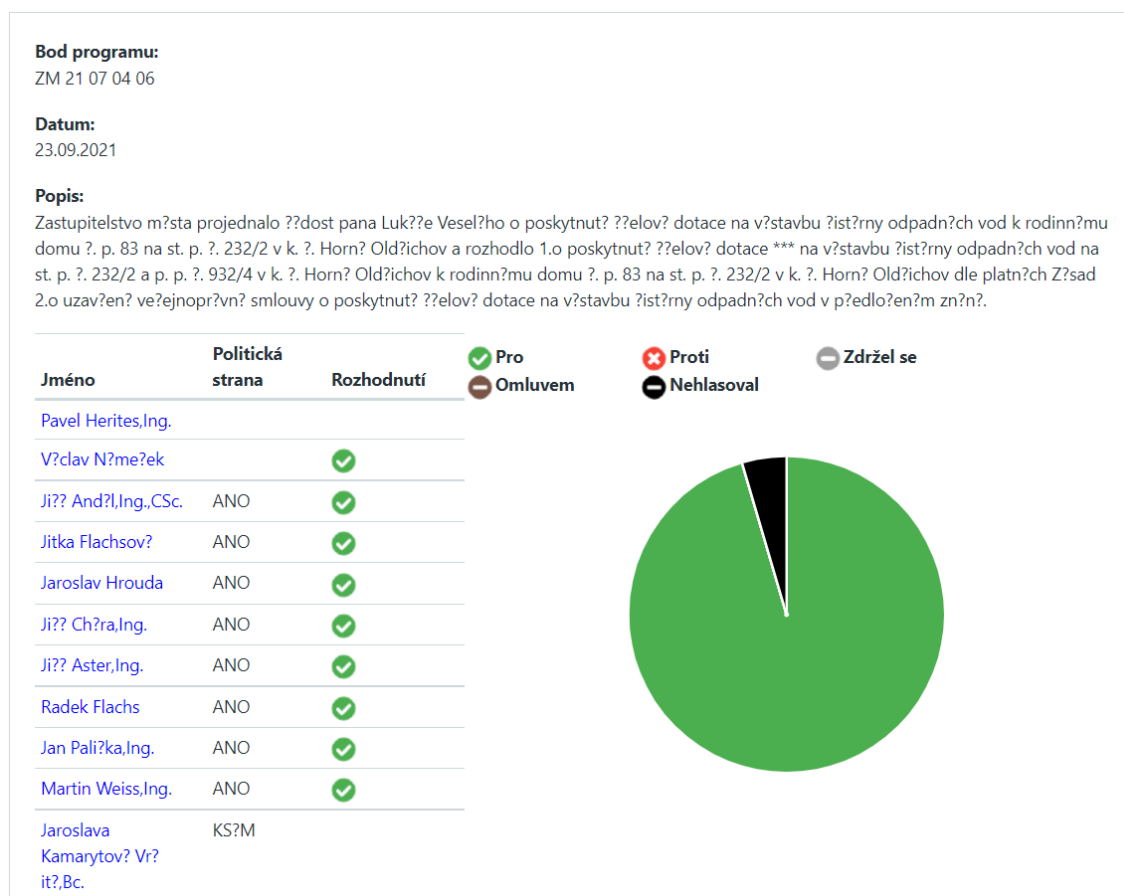 Bod programu:
ZM 21 07 04 06
Datum:
23.09.2021
Popis:
Zastupitelstvo m?sta projednalo ??dost pana Luk??e Vesel?ho o poskytnut? ??elov? dotace na v?stavbu ?ist?rny odpadn?ch vod k rodinn?mu
domu ?. p. 83 na st. p. ?. 232/2 v k. ?. Horn? Old?ichov a rozhodlo 1.o poskytnut? ??elov? dotace *** na v?stavbu ?ist?rny odpadn?ch vod na
st. p. ?. 232/2 a p. p. ?. 932/4 v k. ?. Horn? Old?ichov k rodinn?mu domu ?. p. 83 na st. p. ?. 232/2 v k. ?. Horn? Old?ichov dle platn?ch Z?sad
2.o uzav?en? ve?ejnopr?vn? smlouvy o poskytnut? ??elov? dotace na v?stavbu ?ist?rny odpadn?ch vod v p?edlo?en?m zn?n?.
Jméno Politická strana Rozhodnutí
Pro Proti Zdržel se
Omluvem Nehlasoval
Pavel Herites,Ing.
V?clav N?me?ek
Ji?? And?l,Ing.,CSc. ANO
Jitka Flachsov? ANO
Jaroslav Hrouda ANO
Ji?? Ch?ra,Ing. ANO
Ji?? Aster,Ing. ANO
Radek Flachs ANO
Jan Pali?ka,Ing. ANO
Martin Weiss,Ing. ANO
Jaroslava KS?M
Kamarytov? Vr?
it?,Bc.